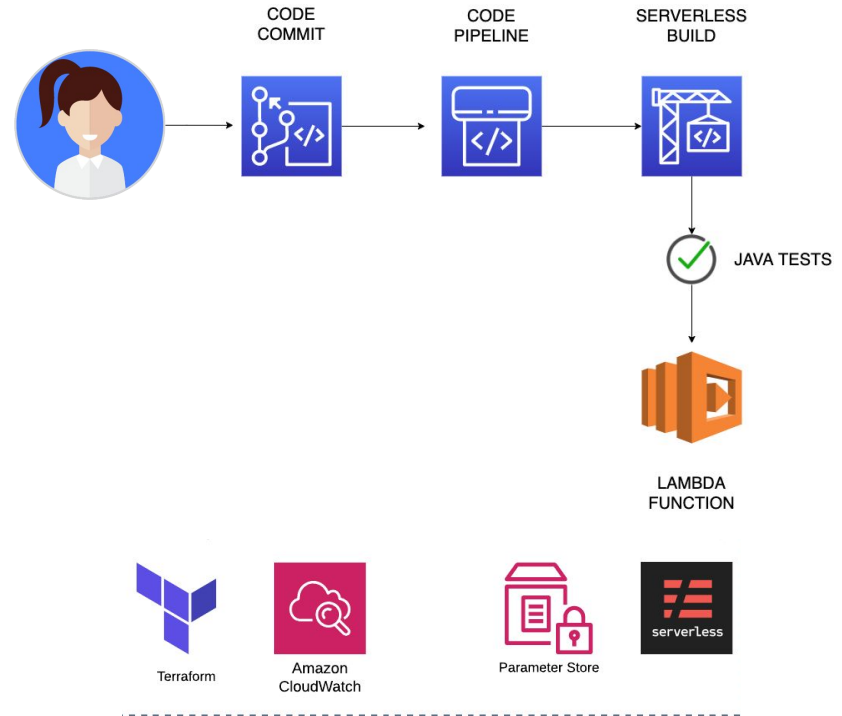 CODE
COMMIT
CODE
PIPELINE
SERVERLESS
BUILD
</>
</>
</>
JAVA TESTS
LAMBDA
FUNCTION
serverless
Terraform
Amazon
CloudWatch
Parameter Store